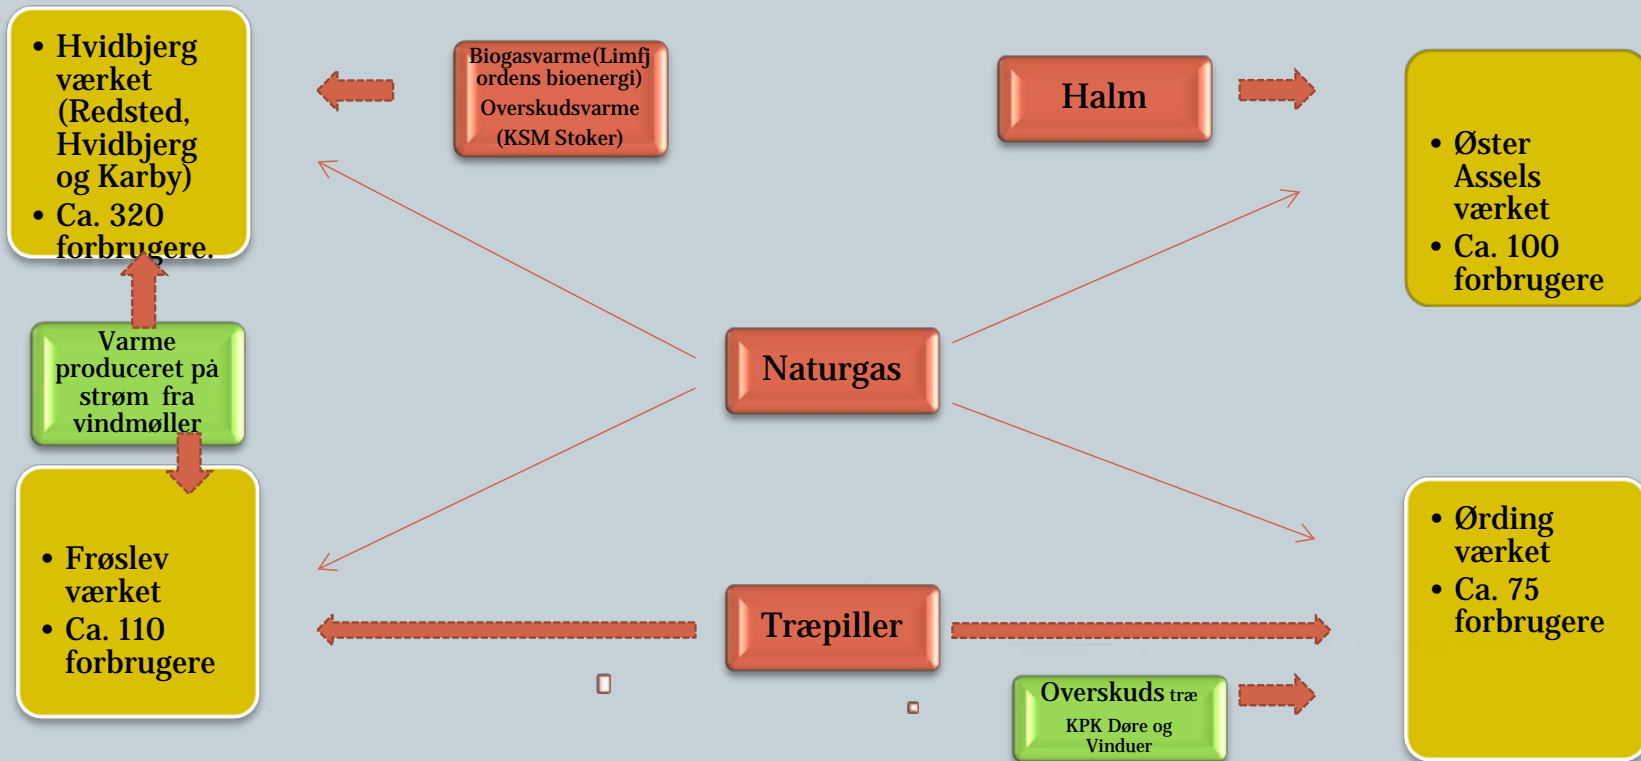 • Hvidbjerg
værket
(Redsted,
Hvidbjerg
og Karby)
• Ca. 320
forbrugere.
Biogasvarme(Limfj
ordens bioenergi)
Overskudsvarme
(KSM Stoker)
Halm
• Øster
Assels
værket
• Ca. 100
forbrugere
Varme
produceret på
strøm fra
vindmøller
Naturgas
• Frøslev
værket
• Ca. 110
forbrugere
Træpiller
• Ørding
værket
• Ca. 75
forbrugere
Overskuds træ
KPK Døre og
Vinduer